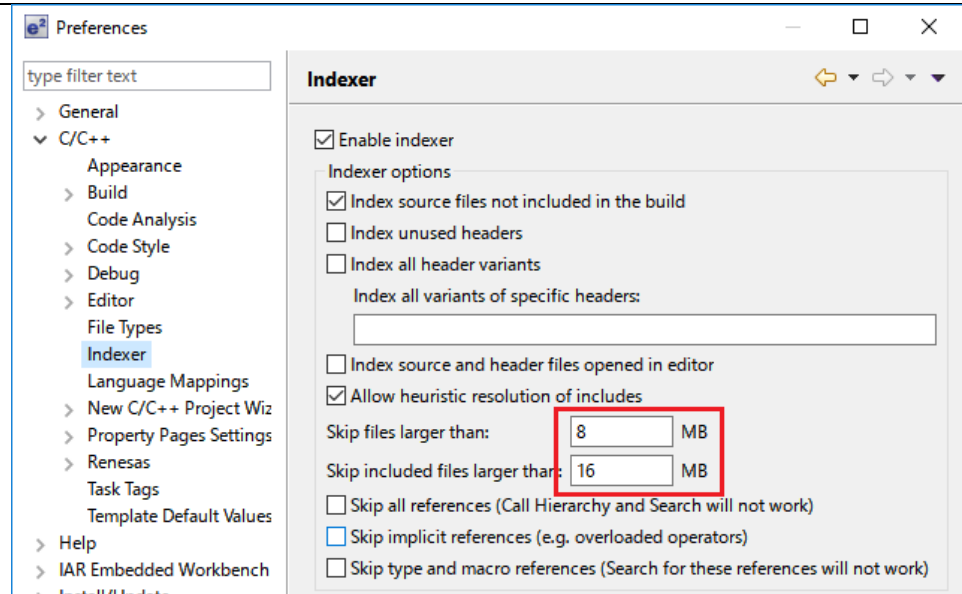 e² Preferences
type filter text
Indexer
General
C/C++
Appearance
Build
Code Analysis
Code Style
Debug
Editor
File Types
Indexer
Language Mappings
New C/C++ Project Wiz
Property Pages Settings
Renesas
Task Tags
Template Default Values
Help
IAR Embedded Workbench
Enable indexer
Indexer options
Index source files not included in the build
Index unused headers
Index all header variants
Index all variants of specific headers:
Index source and header files opened in editor
Allow heuristic resolution of includes
Skip files larger than: 8 MB
Skip included files larger than: 16 MB
Skip all references (Call Hierarchy and Search will not work)
Skip implicit references (e.g. overloaded operators)
Skip type and macro references (Search for these references will not work)